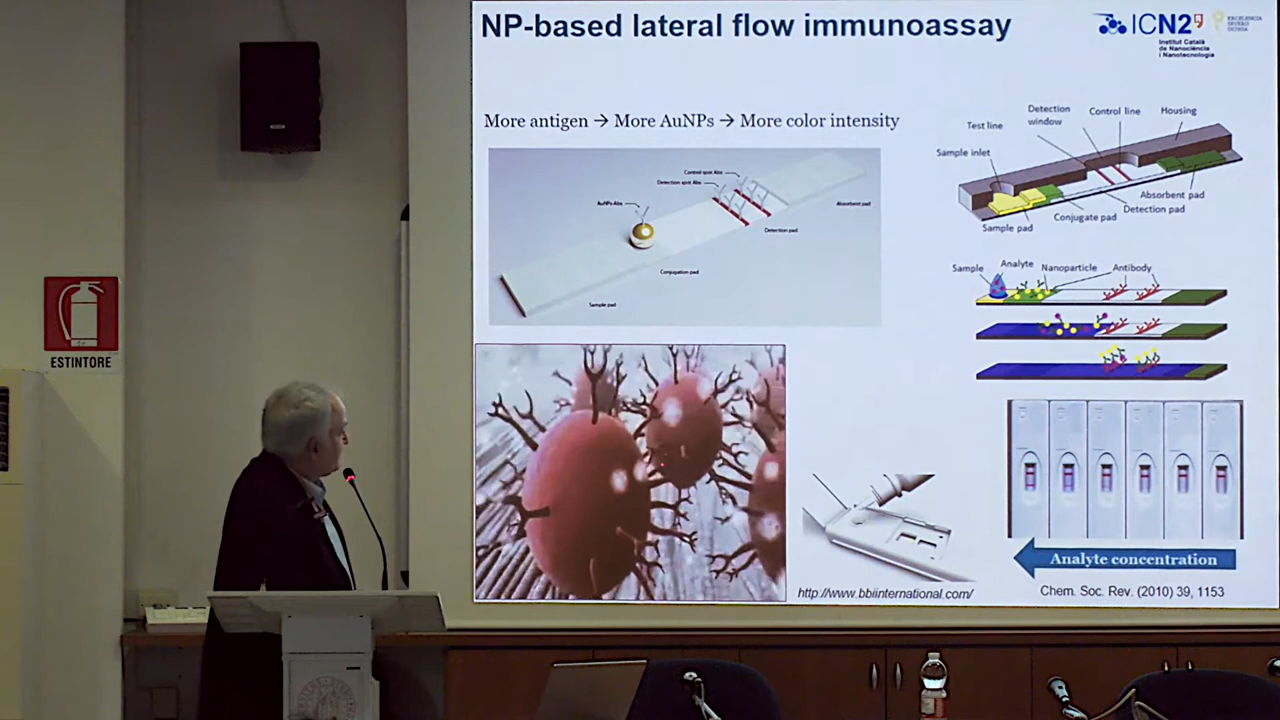 NP-based lateral flow immunoassay
ICN2
Institut Català
de Nanociència
i Nanotecnologia
EXCELENCIA
SEVERO
OCHOA
More antigen → More AuNPs → More color intensity
Control spot Abs
Detection spot Abs
AuNPs-Abs
Absorbent pad
Detection pad
Conjugation pad
Sample pad
Detection
window
Control line
Housing
Test line
Sample inlet
Absorbent pad
Detection pad
Conjugate pad
Sample pad
Sample
Analyte
Nanoparticle
Antibody
Analyte concentration
http://www.bbiinternational.com/
Chem. Soc. Rev. (2010) 39, 1153
ESTINTORE